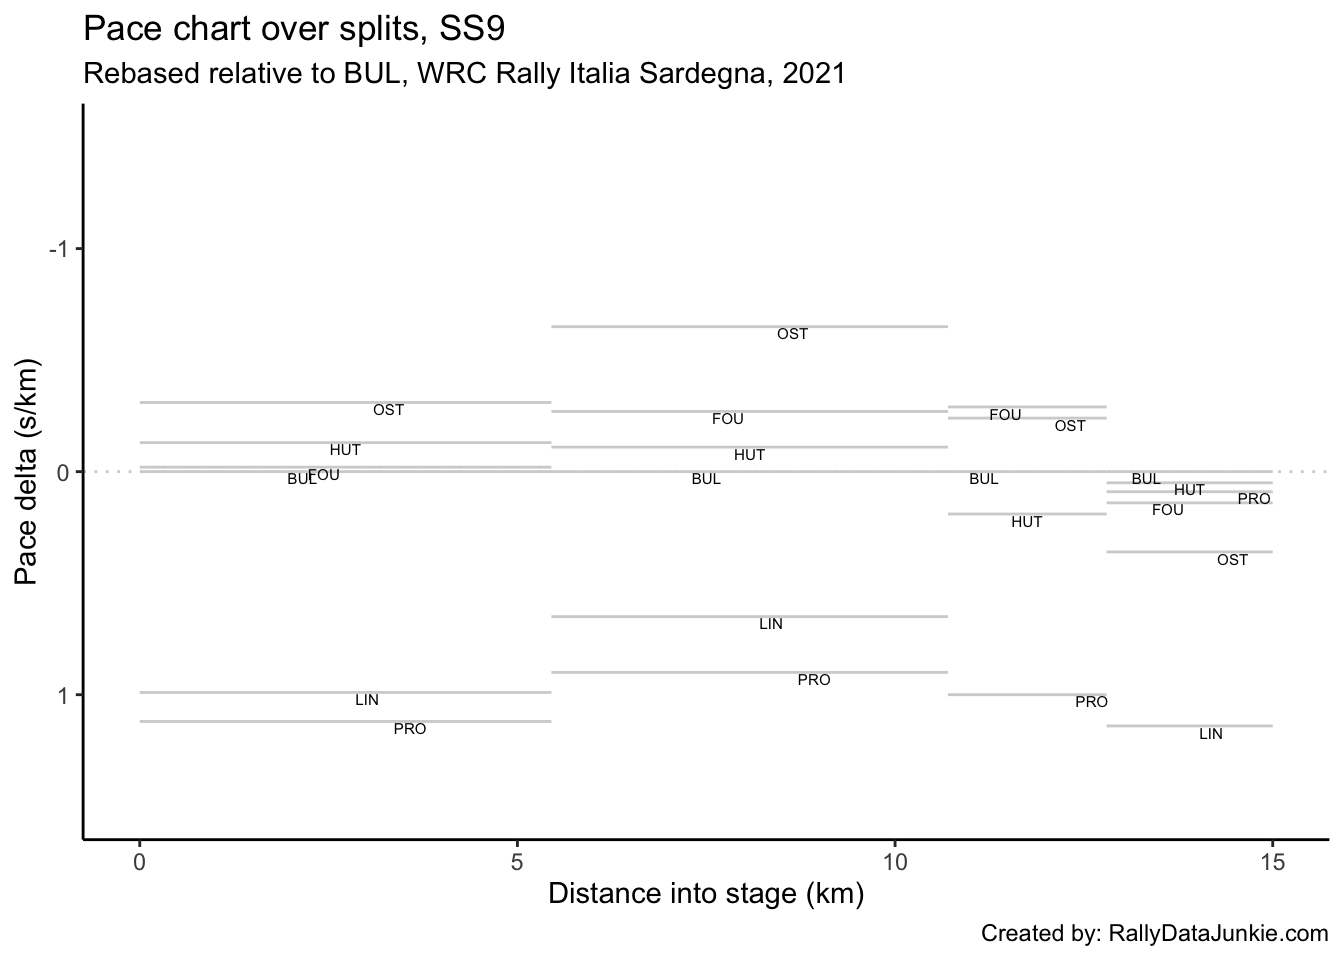 Pace chart over splits, SS9
Rebased relative to BUL, WRC Rally Italia Sardegna, 2021
Pace delta (s/km)
-1
0
1
OST
FOU
HUT
OST
HUT
FOU
BUL
BUL
FOU
OST
BUL
HUT
BUL
HUT
PRO
FOU
OST
LIN
PRO
LIN
PRO
PRO
LIN
0
5
10
15
Distance into stage (km)
Created by: RallyDataJunkie.com